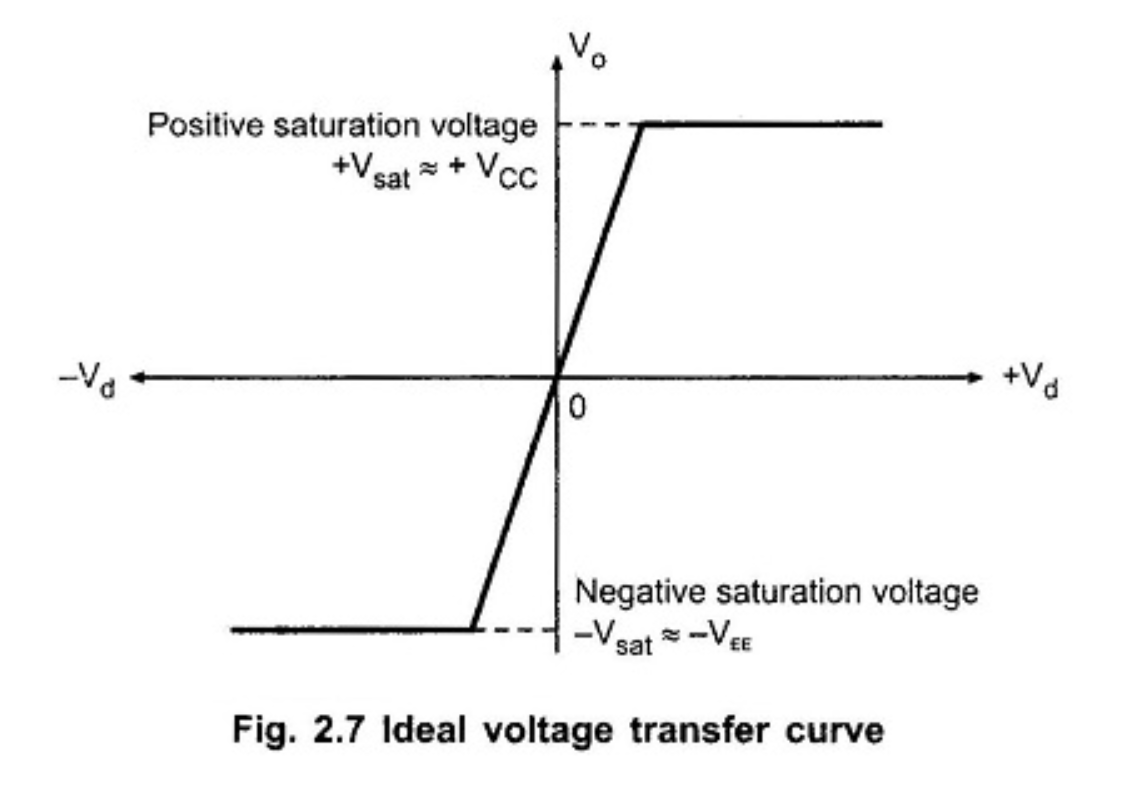 Vo
Positive saturation voltage
+Vsat ≈ + VCC
–Vd
+Vd
0
Negative saturation voltage
–Vsat ≈ –VEE
Fig. 2.7 Ideal voltage transfer curve